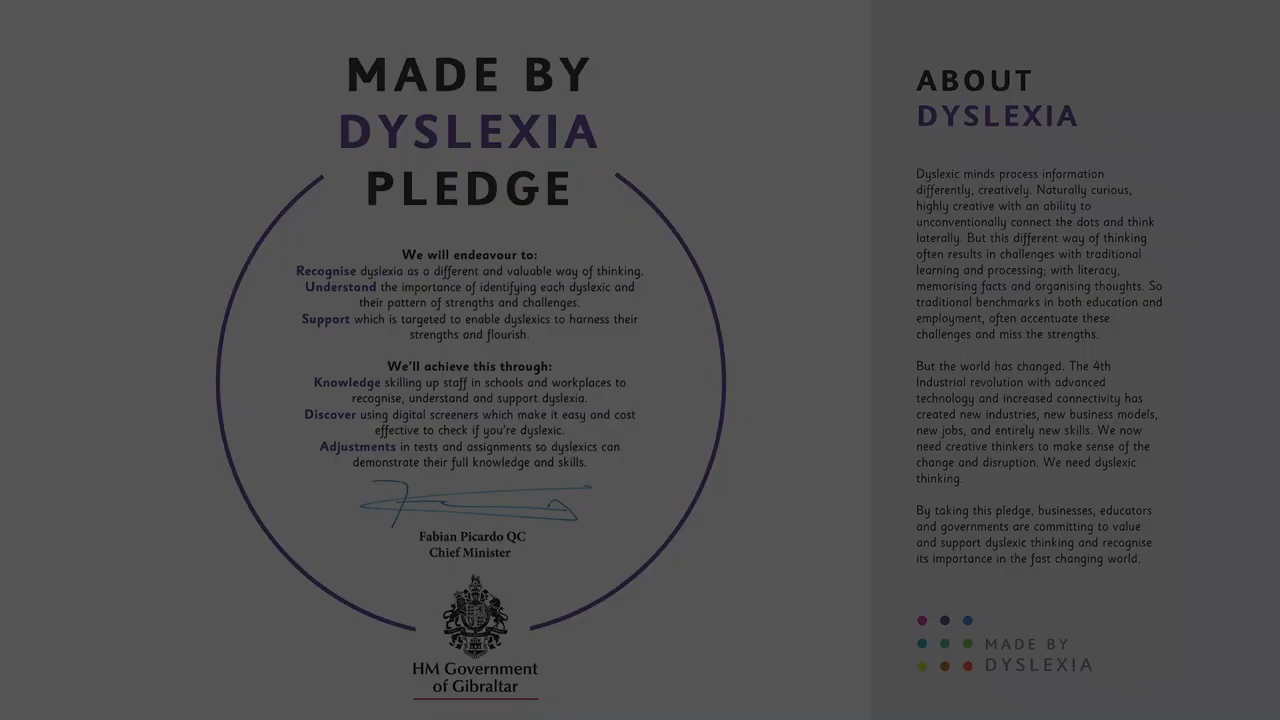 MADE BY
DYSLEXIA
PLEDGE
We will endeavour to:
Recognise dyslexia as a different and valuable way of thinking.
Understand the importance of identifying each dyslexic and
their pattern of strengths and challenges.
Support which is targeted to enable dyslexics to harness their
strengths and flourish.
We'll achieve this through:
Knowledge skilling up staff in schools and workplaces to
recognise, understand and support dyslexia.
Discover using digital screeners which make it easy and cost
effective to check if you're dyslexic.
Adjustments in tests and assignments so dyslexics can
demonstrate their full knowledge and skills.
Fabian Picardo QC
Chief Minister
HM Government
of Gibraltar
ABOUT
DYSLEXIA
Dyslexic minds process information
differently, creatively. Naturally curious,
highly creative with an ability to
unconventionally connect the dots and think
laterally. But this different way of thinking
often results in challenges with traditional
learning and processing; with literacy,
memorising facts and organising thoughts. So
traditional benchmarks in both education and
employment, often accentuate these
challenges and miss the strengths.
But the world has changed. The 4th
Industrial revolution with advanced
technology and increased connectivity has
created new industries, new business models,
new jobs, and entirely new skills. We now
need creative thinkers to make sense of the
change and disruption. We need dyslexic
thinking.
By taking this pledge, businesses, educators
and governments are committing to value
and support dyslexic thinking and recognise
its importance in the fast changing world.
MADE BY
DYSLEXIA